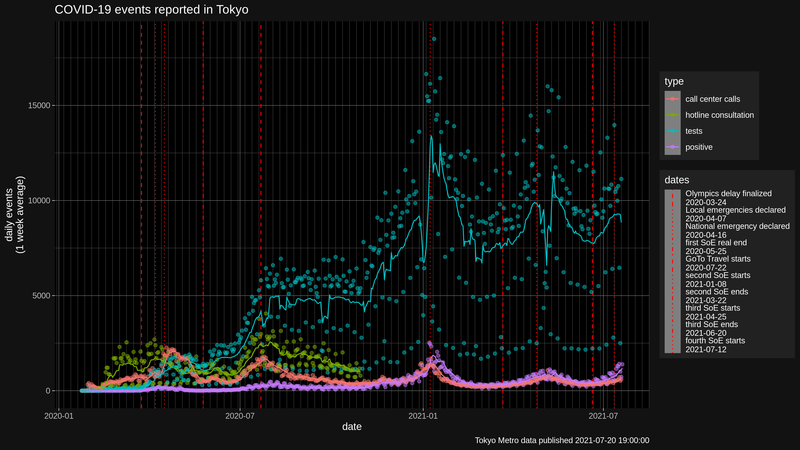 COVID-19 events reported in Tokyo
daily events
(1 week average)
15000
10000
5000
0
2020-01
2020-07
2021-01
2021-07
date
type
call center calls
hotline consultation
tests
positive
dates
Olympics delay finalized
2020-03-24
Local emergencies declared
2020-04-07
National emergency declared
2020-04-16
first SoE real end
2020-05-25
GoTo Travel starts
2020-07-22
second SoE starts
2021-01-08
second SoE ends
2021-03-22
third SoE starts
2021-04-25
third SoE ends
2021-06-20
fourth SoE starts
2021-07-12
Tokyo Metro data published 2021-07-20 19:00:00